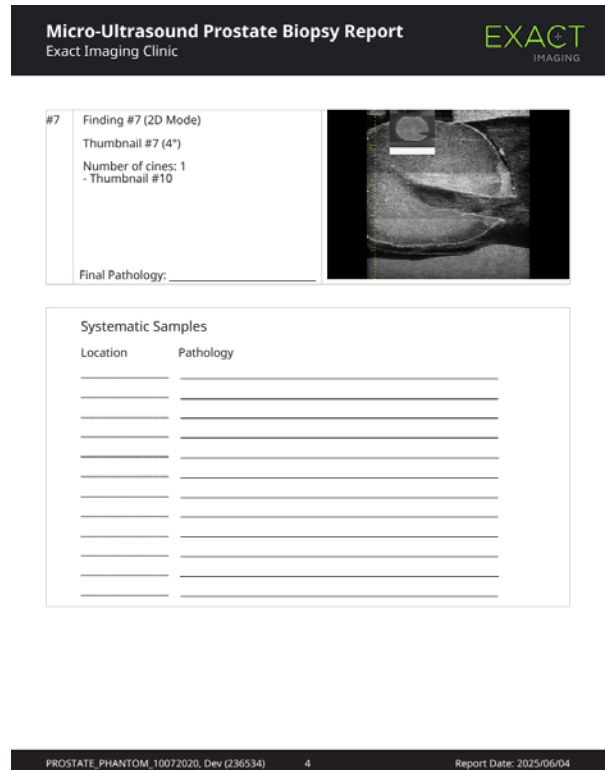 Micro-Ultrasound Prostate Biopsy Report
Exact Imaging Clinic
EXACT
IMAGING
#7
Finding #7 (2D Mode)
Thumbnail #7 (4°)
Number of cines: 1
- Thumbnail #10
Final Pathology:
Systematic Samples
Location Pathology
PROSTATE_PHANTOM_10072020, Dev (236534) 4 Report Date: 2025/06/04